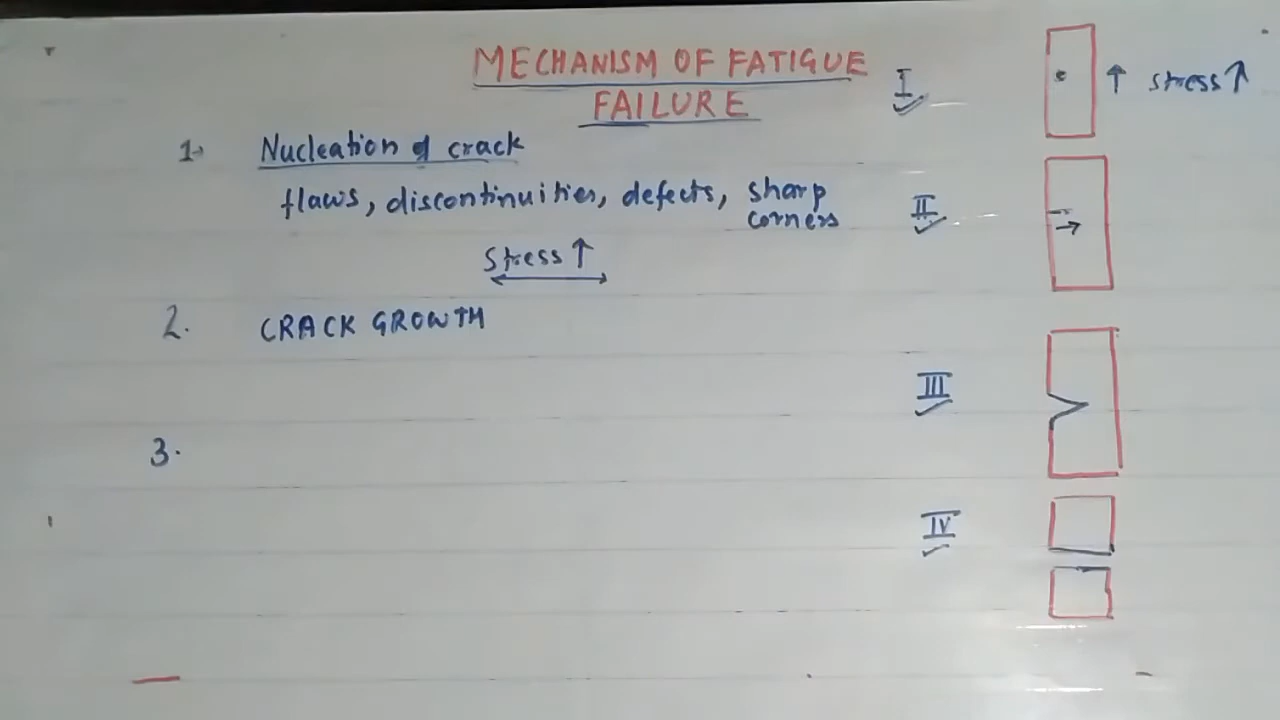 MECHANISM OF FATIGUE
FAILURE
1. Nucleation of crack
flaws, discontinuities, defects, sharp
corners
Stress ↑
2. CRACK GROWTH
3.
I
↑ stress ↑
II
III
IV